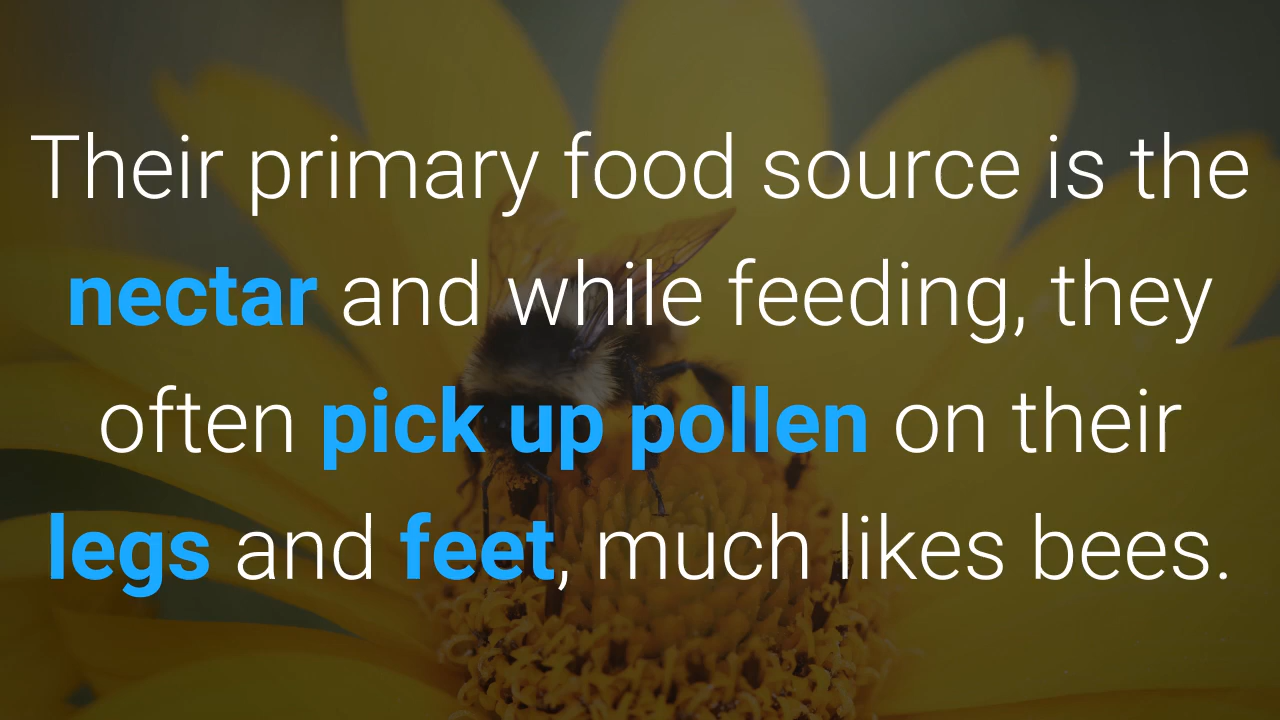 Their primary food source is the
nectar and while feeding, they
often pick up pollen on their
legs and feet, much likes bees.